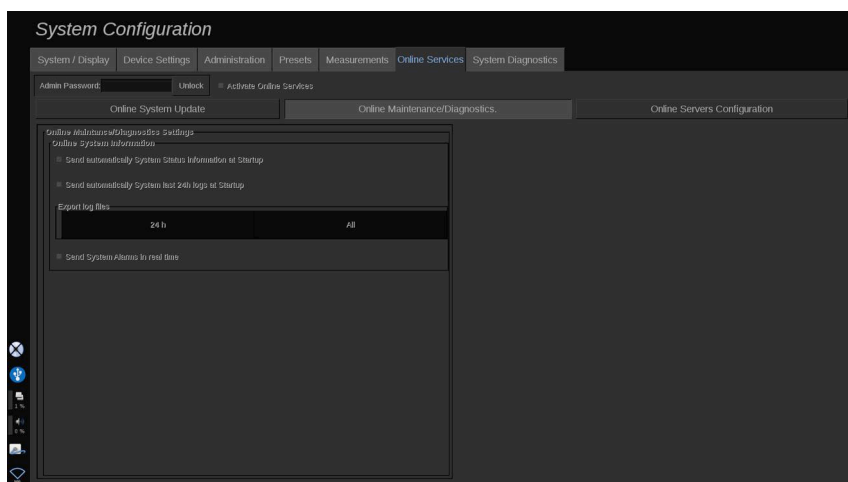 System Configuration
System / Display Device Settings Administration Presets Measurements Online Services System Diagnostics
Admin Password: Unlock Activate Online Services
Online System Update Online Maintenance/Diagnostics. Online Servers Configuration
Online Maintance/Diagnostics Settings
Online System Information
Send automatically System Status information at Startup
Send automatically System last 24h logs at Startup
Export log files
24 h All
Send System Alarms in real time
1 %
0 %